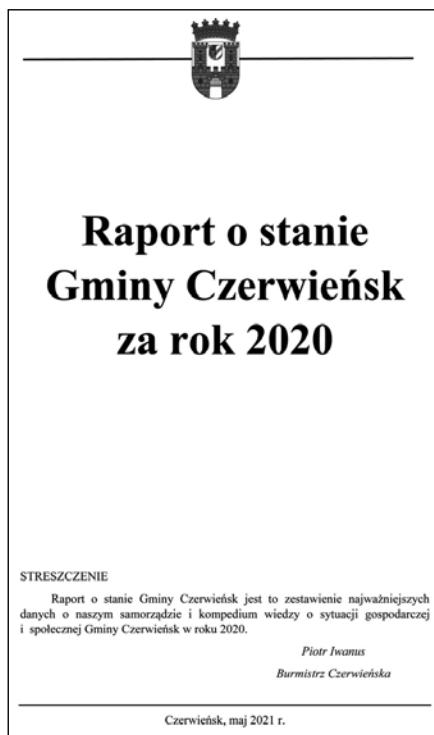 Raport o stanie
Gminy Czerwieńsk
za rok 2020
STRESZCZENIE
Raport o stanie Gminy Czerwieńsk jest to zestawienie najważniejszych
danych o naszym samorządzie i kompedium wiedzy o sytuacji gospodarczej
i społecznej Gminy Czerwieńsk w roku 2020.
Piotr Iwanus
Burmistrz Czerwieńska
Czerwieńsk, maj 2021 r.